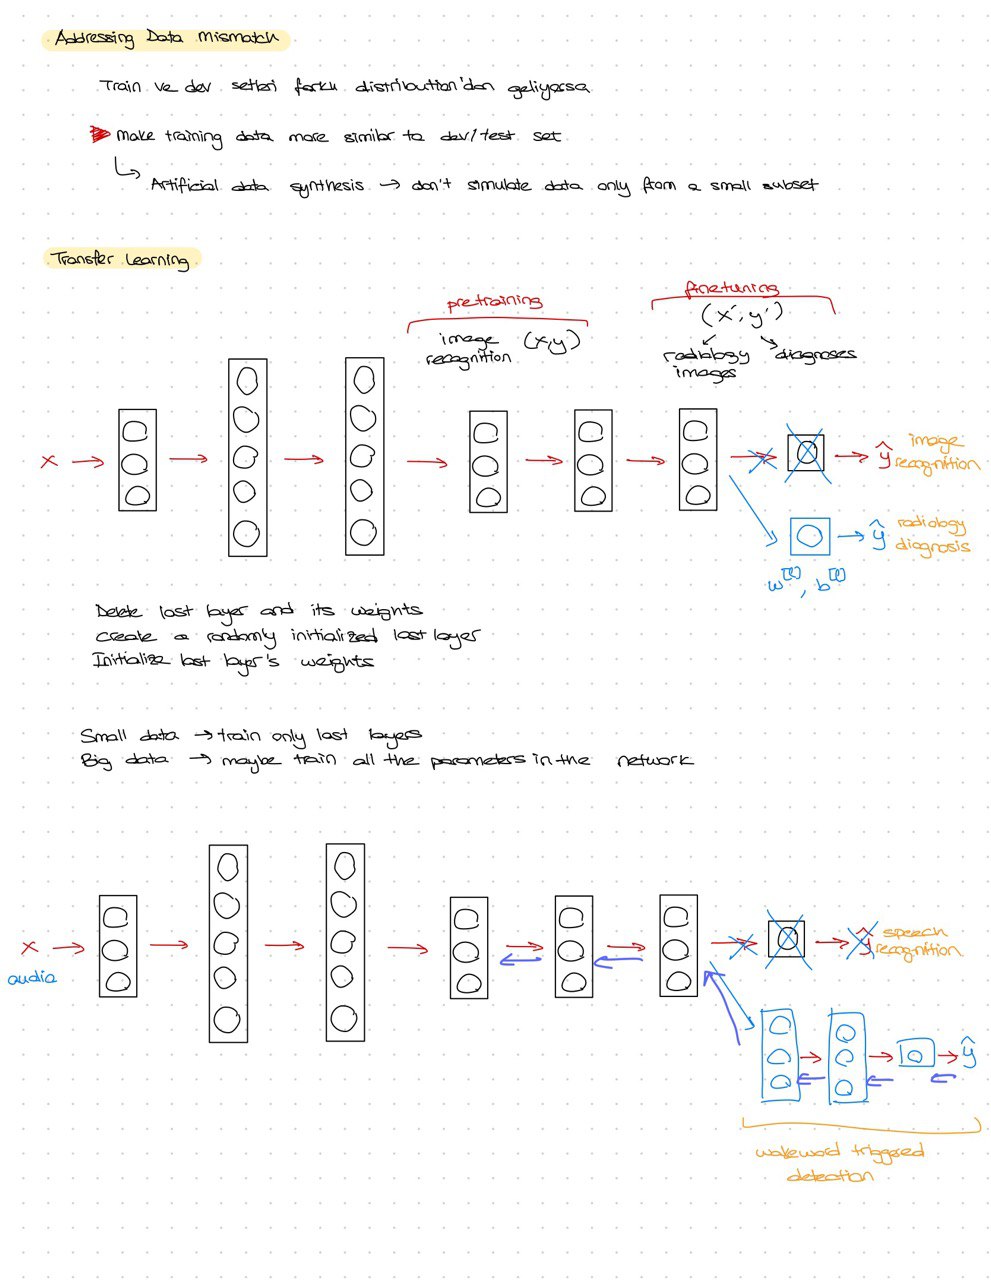 Addressing Data Mismatch
Train ve dev setleri farklı distribution'dan geliyorsa
make training data more similar to dev/test set
Artificial data synthesis → don't simulate data only from a small subset
Transfer Learning
pretraining
image recognition (x,y)
finetuning
(x', y')
radiology images
diagnoses
x
ŷ
image recognition
ŷ
radiology diagnosis
w[l], b[l]
Delete last layer and its weights
Create a randomly initialized last layer
Initialize last layer's weights
Small data → train only last layers
Big data → maybe train all the parameters in the network
x
audio
ŷ
speech recognition
ŷ
wakeword triggered
detection